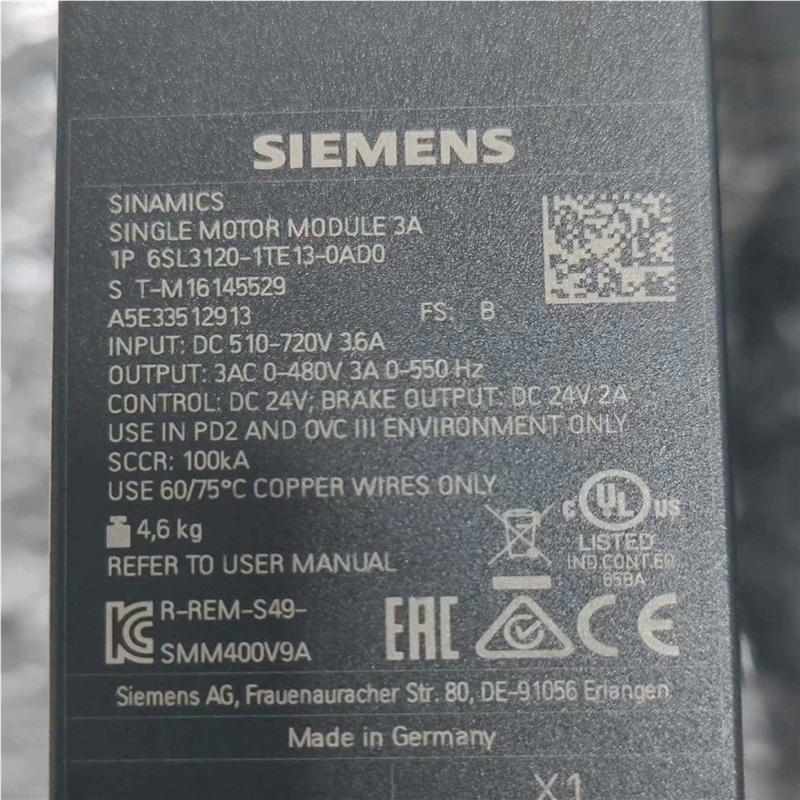 SIEMENS
SINAMICS
SINGLE MOTOR MODULE 3A
1P 6SL3120-1TE13-0AD0
S T-M16145529
A5E33512913 FS: B
INPUT: DC 510-720V 3.6A
OUTPUT: 3AC 0-480V 3A 0-550 Hz
CONTROL: DC 24V; BRAKE OUTPUT: DC 24V 2A
USE IN PD2 AND OVC III ENVIRONMENT ONLY
SCCR: 100kA
USE 60/75°C COPPER WIRES ONLY
4,6 kg
C UL US
LISTED
IND.CONT.EQ
65BA
REFER TO USER MANUAL
R-REM-S49-
SMM400V9A
EAC CE
Siemens AG, Frauenauracher Str. 80, DE-91056 Erlangen
Made in Germany
X1